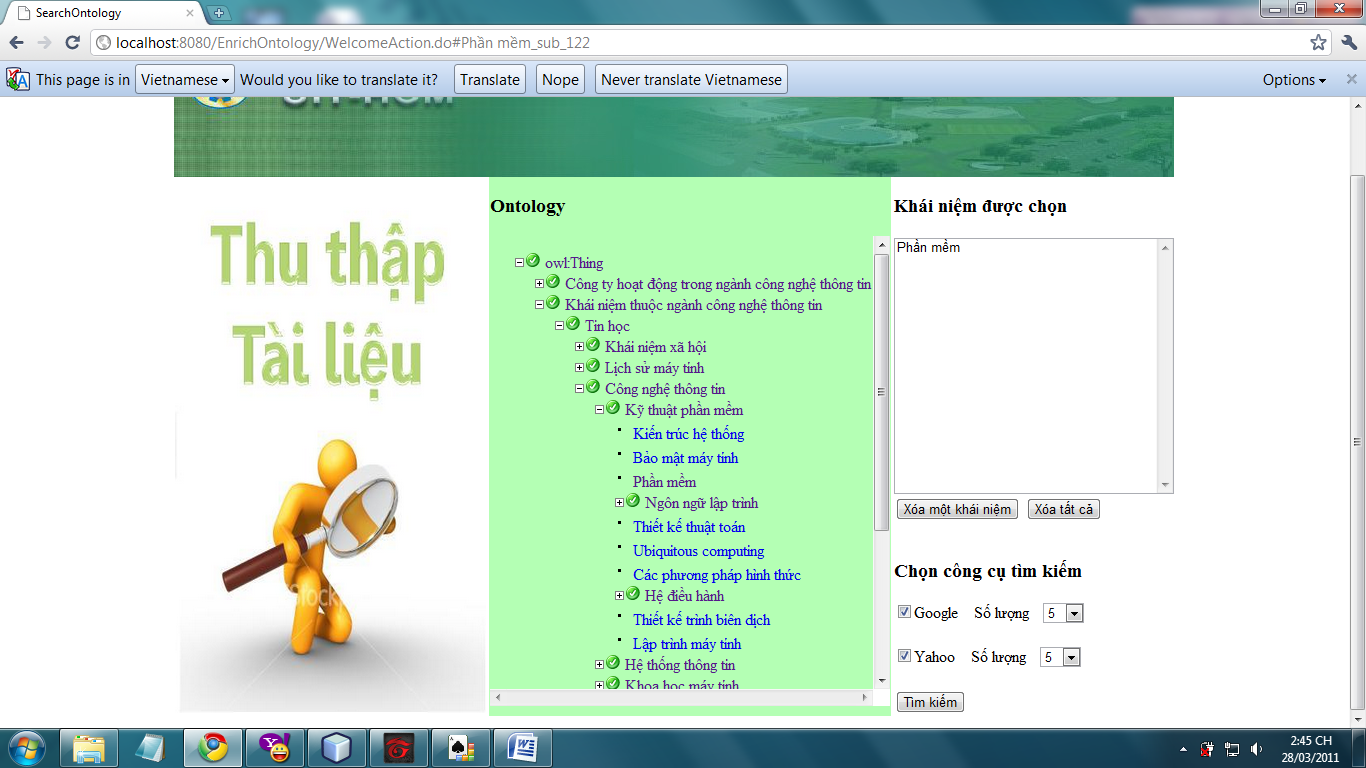 SearchOntology
localhost:8080/EnrichOntology/WelcomeAction.do#Phần mềm_sub_122
This page is in Vietnamese Would you like to translate it? Translate Nope Never translate Vietnamese Options
Thu thập
Tài liệu
Ontology
owl:Thing
Công ty hoạt động trong ngành công nghệ thông tin
Khái niệm thuộc ngành công nghệ thông tin
Tin học
Khái niệm xã hội
Lịch sử máy tính
Công nghệ thông tin
Kỹ thuật phần mềm
Kiến trúc hệ thống
Bảo mật máy tính
Phần mềm
Ngôn ngữ lập trình
Thiết kế thuật toán
Ubiquitous computing
Các phương pháp hình thức
Hệ điều hành
Thiết kế trình biên dịch
Lập trình máy tính
Hệ thống thông tin
Khoa học máy tính
Khái niệm được chọn
Phần mềm
Xóa một khái niệm Xóa tất cả
Chọn công cụ tìm kiếm
Google Số lượng 5
Yahoo Số lượng 5
Tìm kiếm
2:45 CH
28/03/2011